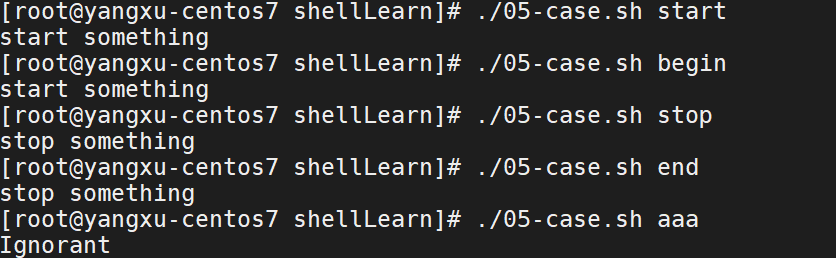 [root@yangxu-centos7 shellLearn]# ./05-case.sh start
start something
[root@yangxu-centos7 shellLearn]# ./05-case.sh begin
start something
[root@yangxu-centos7 shellLearn]# ./05-case.sh stop
stop something
[root@yangxu-centos7 shellLearn]# ./05-case.sh end
stop something
[root@yangxu-centos7 shellLearn]# ./05-case.sh aaa
Ignorant